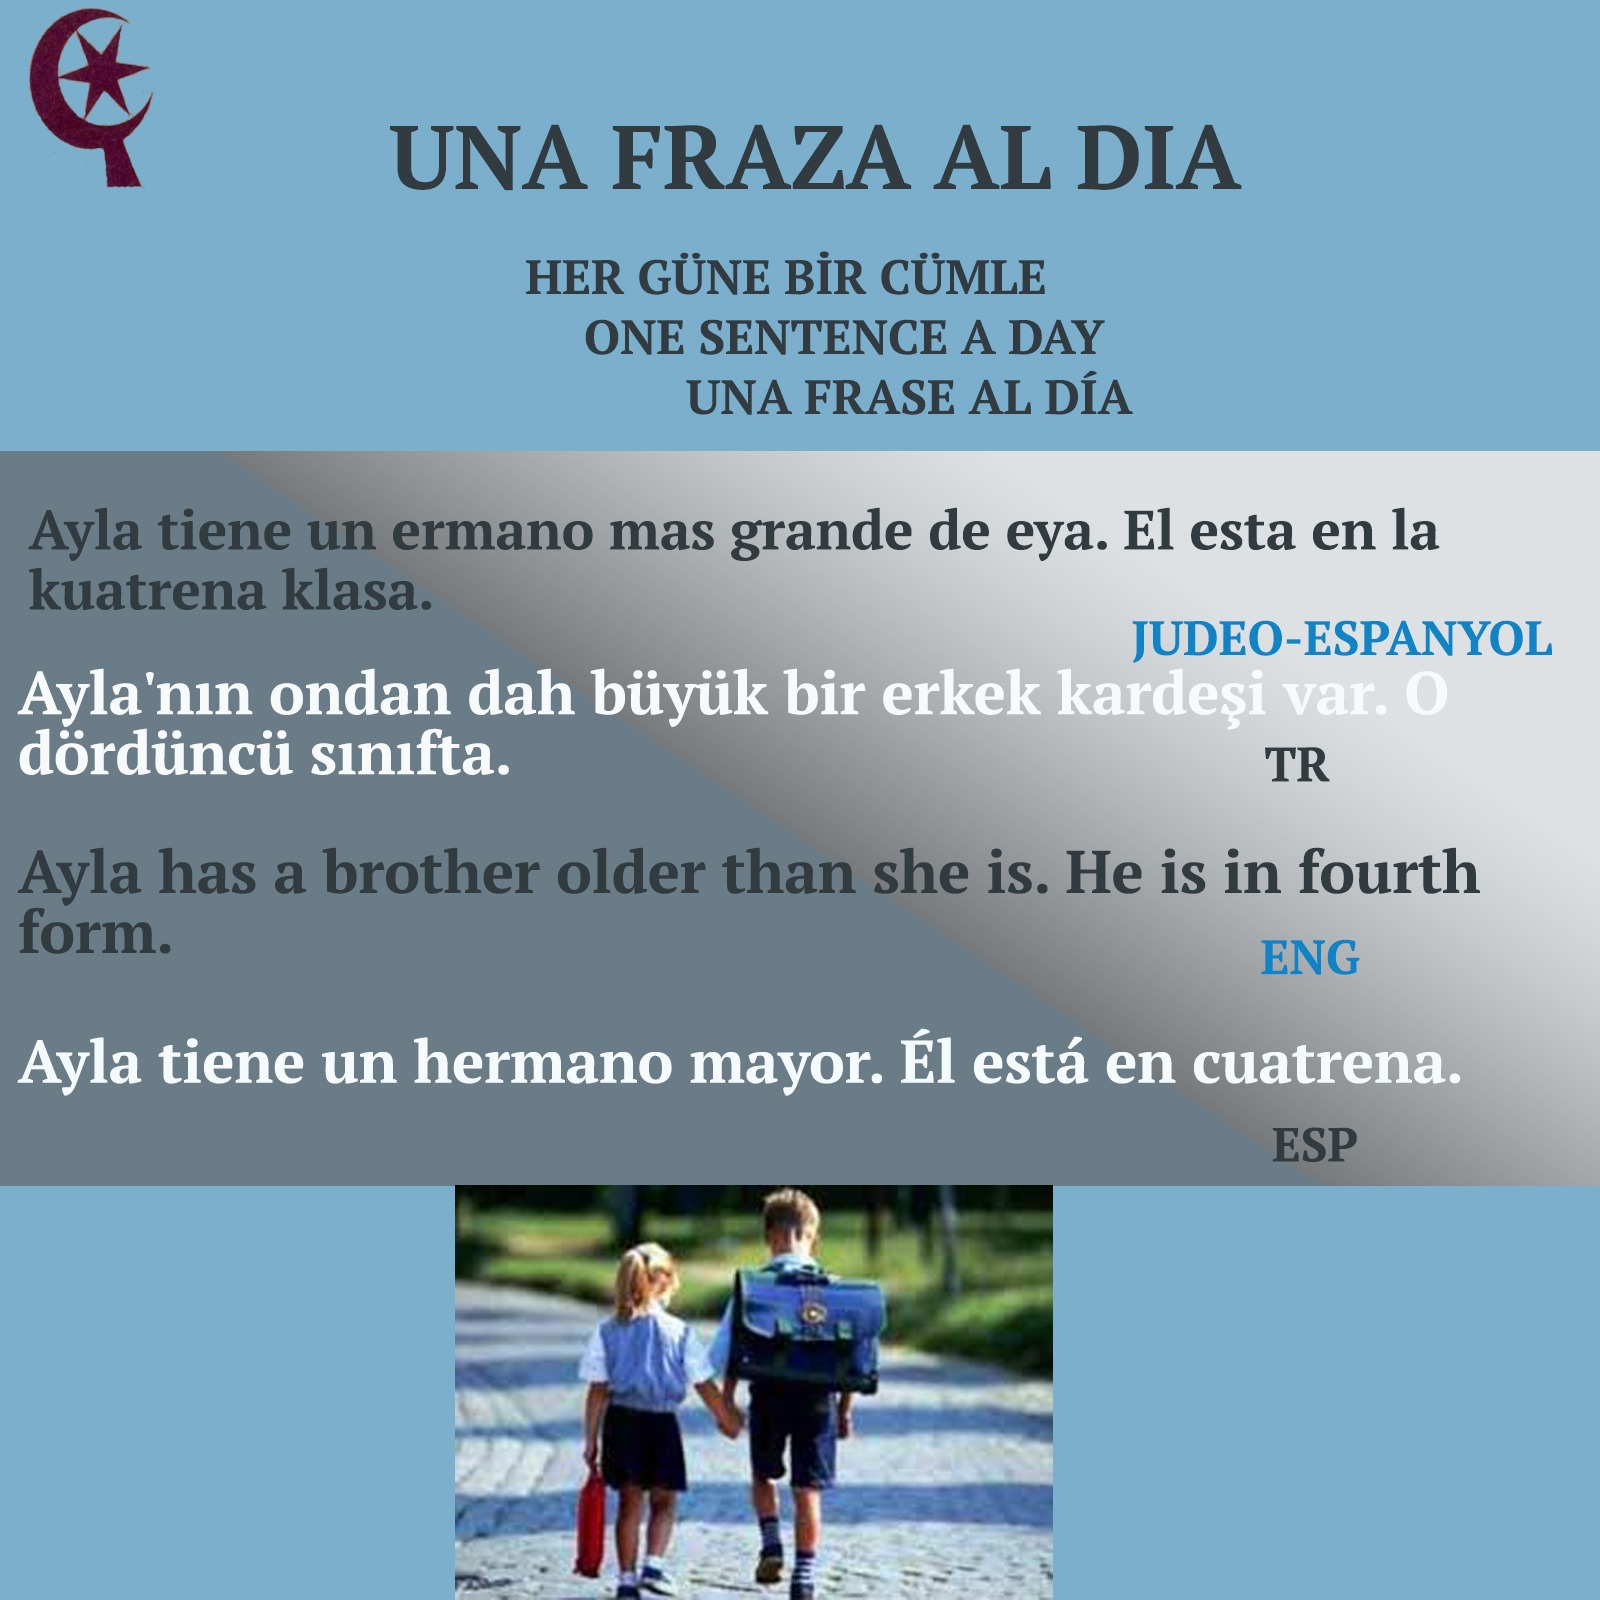 UNA FRAZA AL DIA
HER GÜNE BİR CÜMLE
ONE SENTENCE A DAY
UNA FRASE AL DÍA
Ayla tiene un ermano mas grande de eya. El esta en la
kuatrena klasa.
JUDEO-ESPANYOL
Ayla'nın ondan dah büyük bir erkek kardeşi var. O
dördüncü sınıfta.
TR
Ayla has a brother older than she is. He is in fourth
form.
ENG
Ayla tiene un hermano mayor. Él está en cuatrena.
ESP